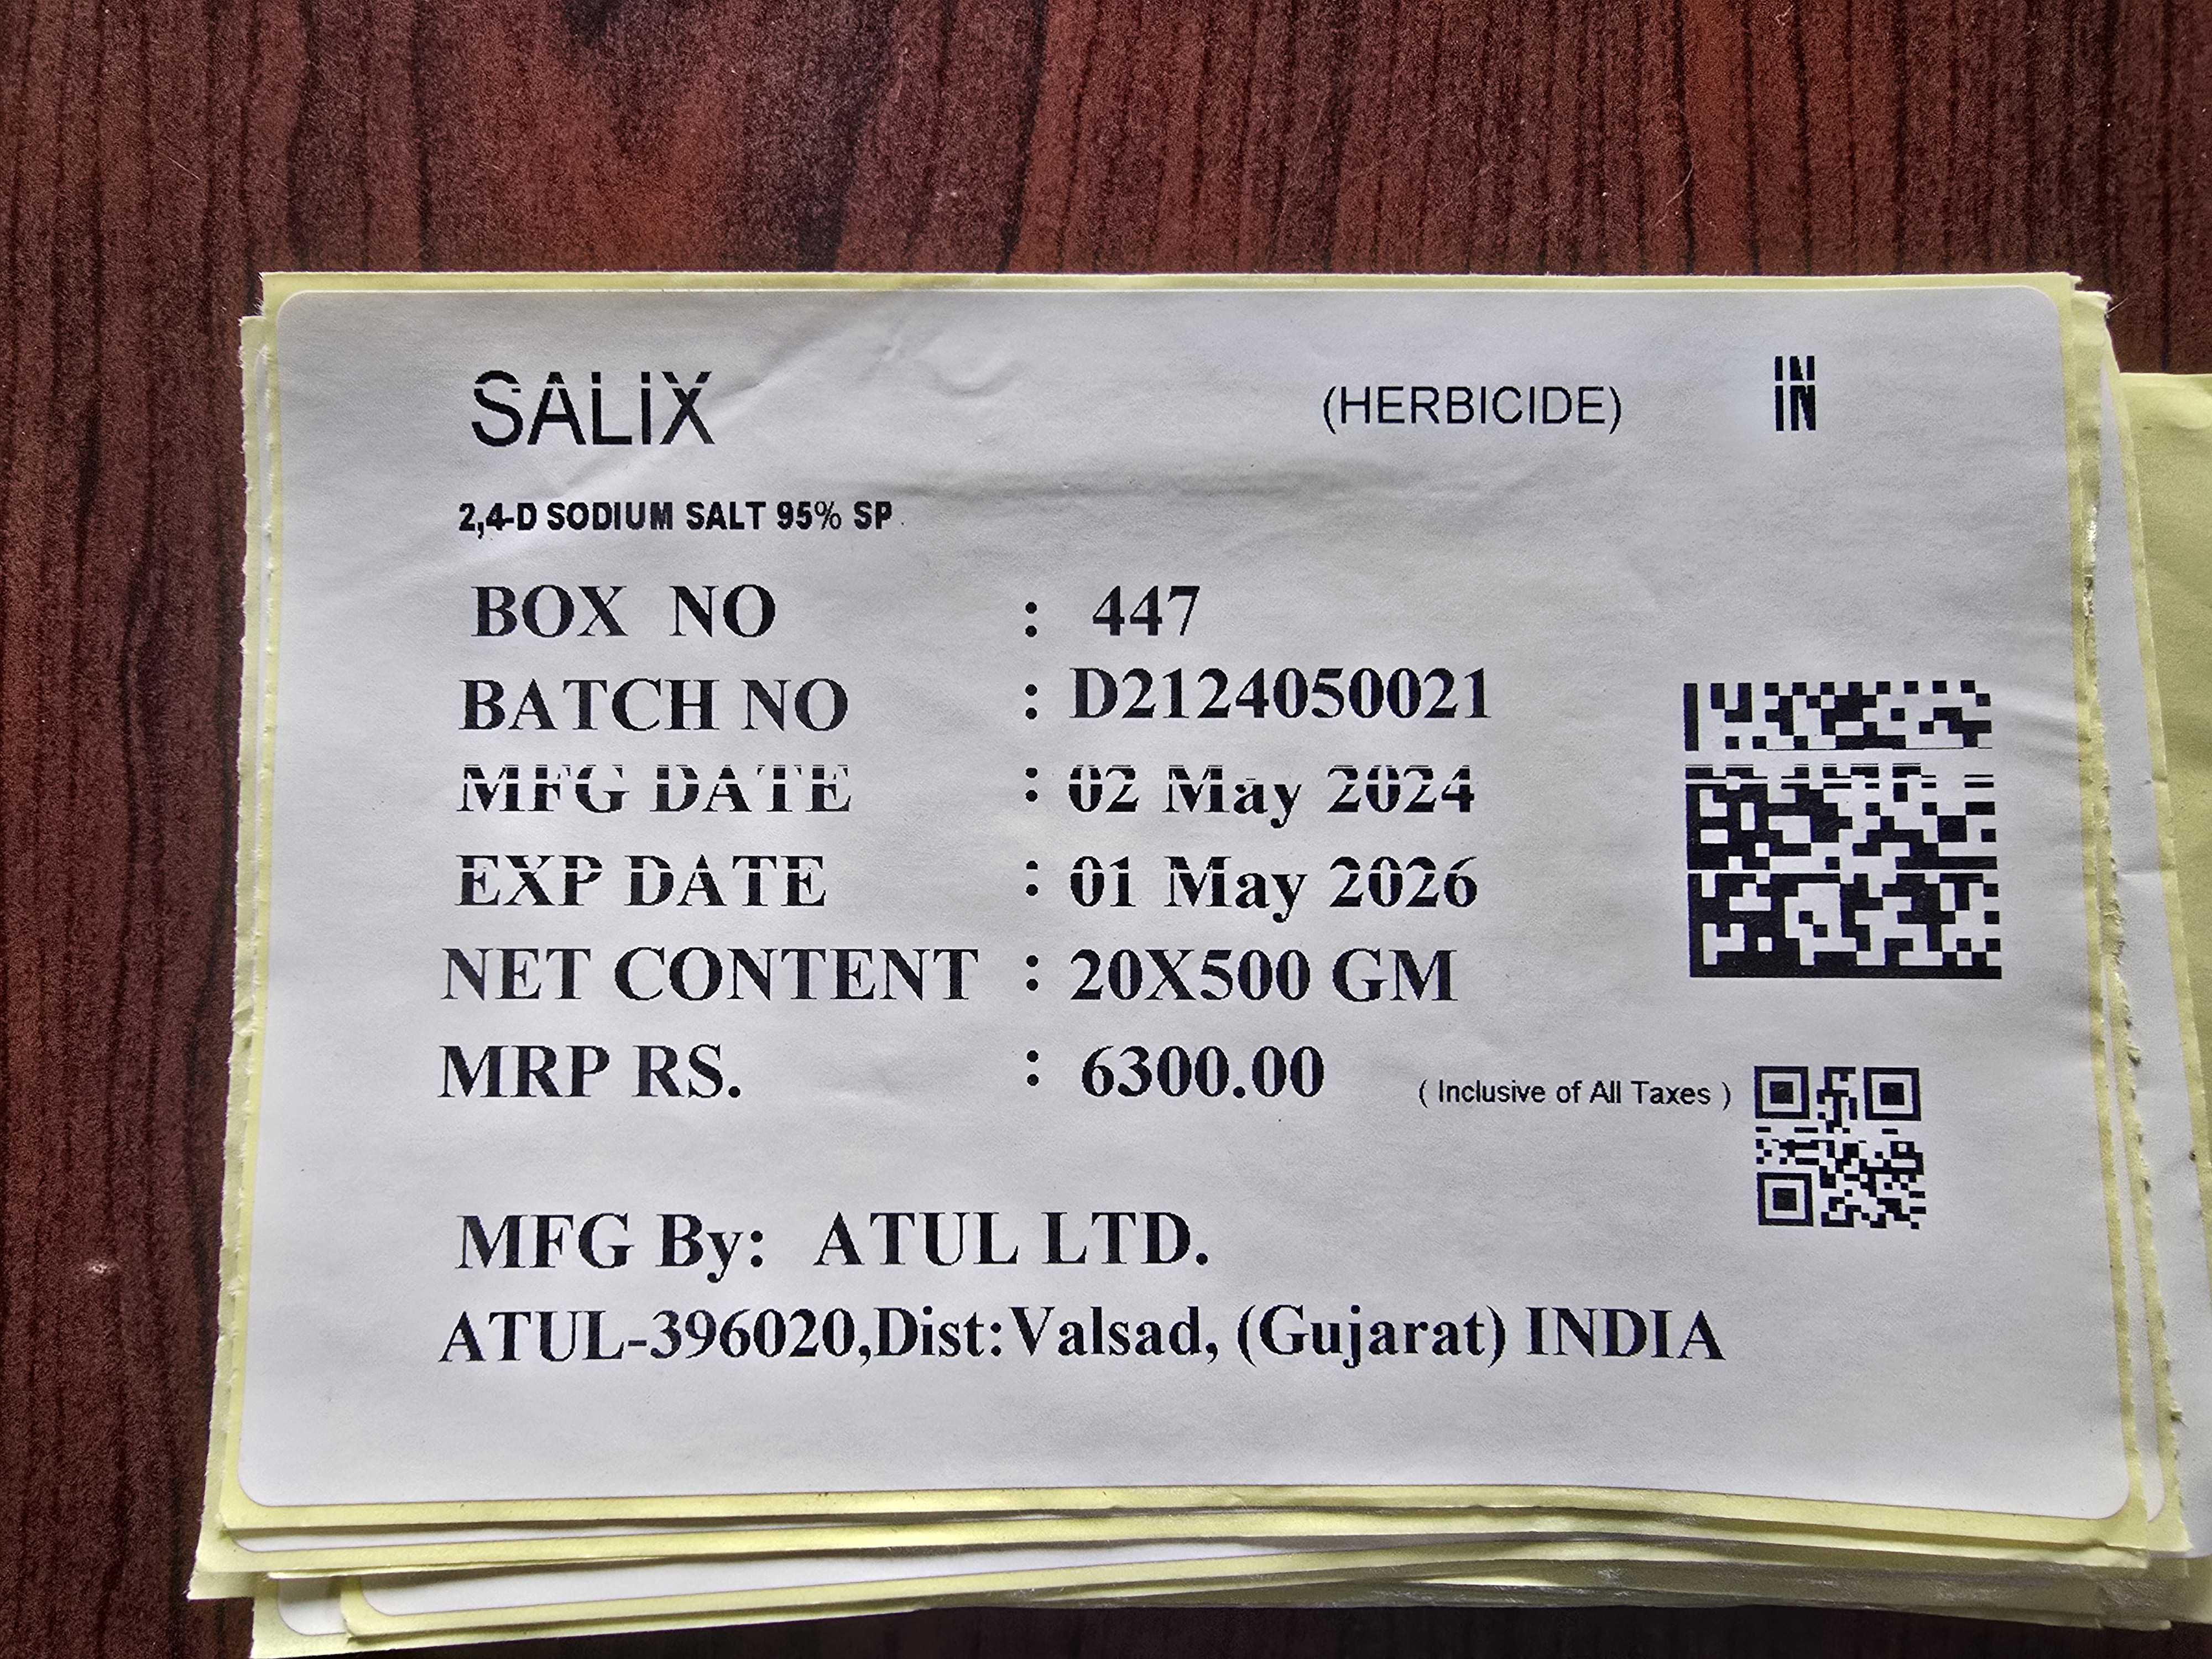 SALIX (HERBICIDE) IN
2,4-D SODIUM SALT 95% SP
BOX NO : 447
BATCH NO : D2124050021
MFG DATE : 02 May 2024
EXP DATE : 01 May 2026
NET CONTENT : 20X500 GM
MRP RS. : 6300.00 ( Inclusive of All Taxes )
MFG By: ATUL LTD.
ATUL-396020,Dist:Valsad, (Gujarat) INDIA